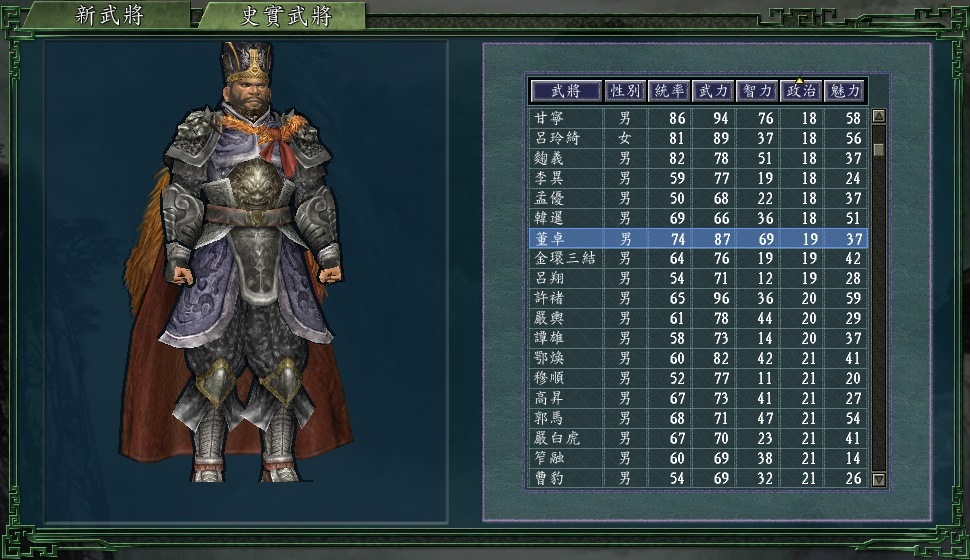 新武將 史實武將
武將 性別 統率 武力 智力 政治 魅力
甘寧 男 86 94 76 18 58
呂玲綺 女 81 89 37 18 56
麴義 男 82 78 51 18 37
李異 男 59 77 19 18 24
孟優 男 50 68 22 18 37
韓暹 男 69 66 36 18 51
董卓 男 74 87 69 19 37
金環三結 男 64 76 19 19 42
呂翔 男 54 71 12 19 28
許褚 男 65 96 36 20 59
嚴輿 男 61 78 44 20 29
譚雄 男 58 73 14 20 37
鄂煥 男 60 82 42 21 41
穆順 男 52 77 11 21 20
高昇 男 67 73 41 21 27
郭馬 男 68 71 47 21 54
嚴白虎 男 67 70 23 21 41
笮融 男 60 69 38 21 14
曹豹 男 54 69 32 21 26